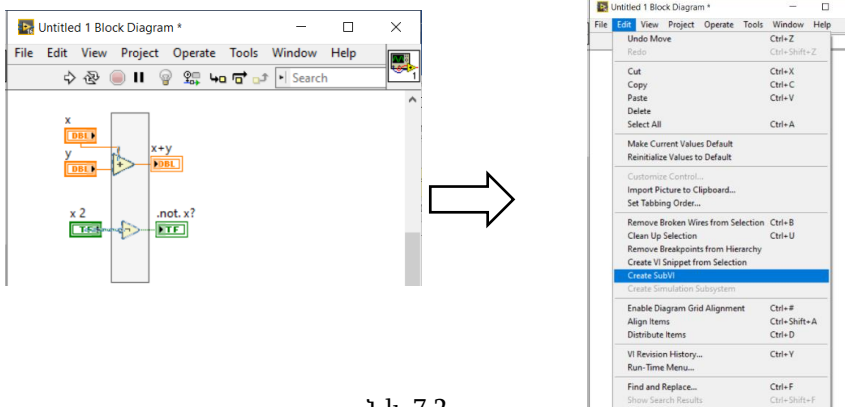 Untitled 1 Block Diagram *
File Edit View Project Operate Tools Window Help
Search
1
x
DBL
x+y
y
DBL
DBL
+
x 2
.not. x?
TF
Untitled 1 Block Diagram *
File Edit View Project Operate Tools Window Help
Undo Move Ctrl+Z
Redo Ctrl+Shift+Z
Cut Ctrl+X
Copy Ctrl+C
Paste Ctrl+V
Delete
Select All Ctrl+A
Make Current Values Default
Reinitialize Values to Default
Customize Control...
Import Picture to Clipboard...
Set Tabbing Order...
Remove Broken Wires from Selection Ctrl+B
Clean Up Selection Ctrl+U
Remove Breakpoints from Hierarchy
Create VI Snippet from Selection
Create SubVI
Create Simulation Subsystem
Enable Diagram Grid Alignment Ctrl+#
Align Items Ctrl+Shift+A
Distribute Items Ctrl+D
VI Revision History... Ctrl+Y
Run-Time Menu...
Find and Replace... Ctrl+F
Show Search Results Ctrl+Shift+F
7.2